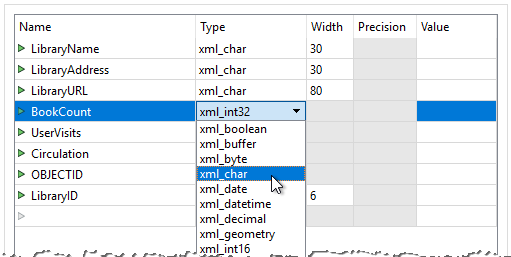 Name Type Width Precision Value
LibraryName xml_char 30
LibraryAddress xml_char 30
LibraryURL xml_char 80
BookCount xml_int32
UserVisits xml_boolean
Circulation xml_buffer
xml_byte
OBJECTID xml_char
LibraryID xml_date 6
xml_datetime
xml_decimal
xml_geometry
xml_int16